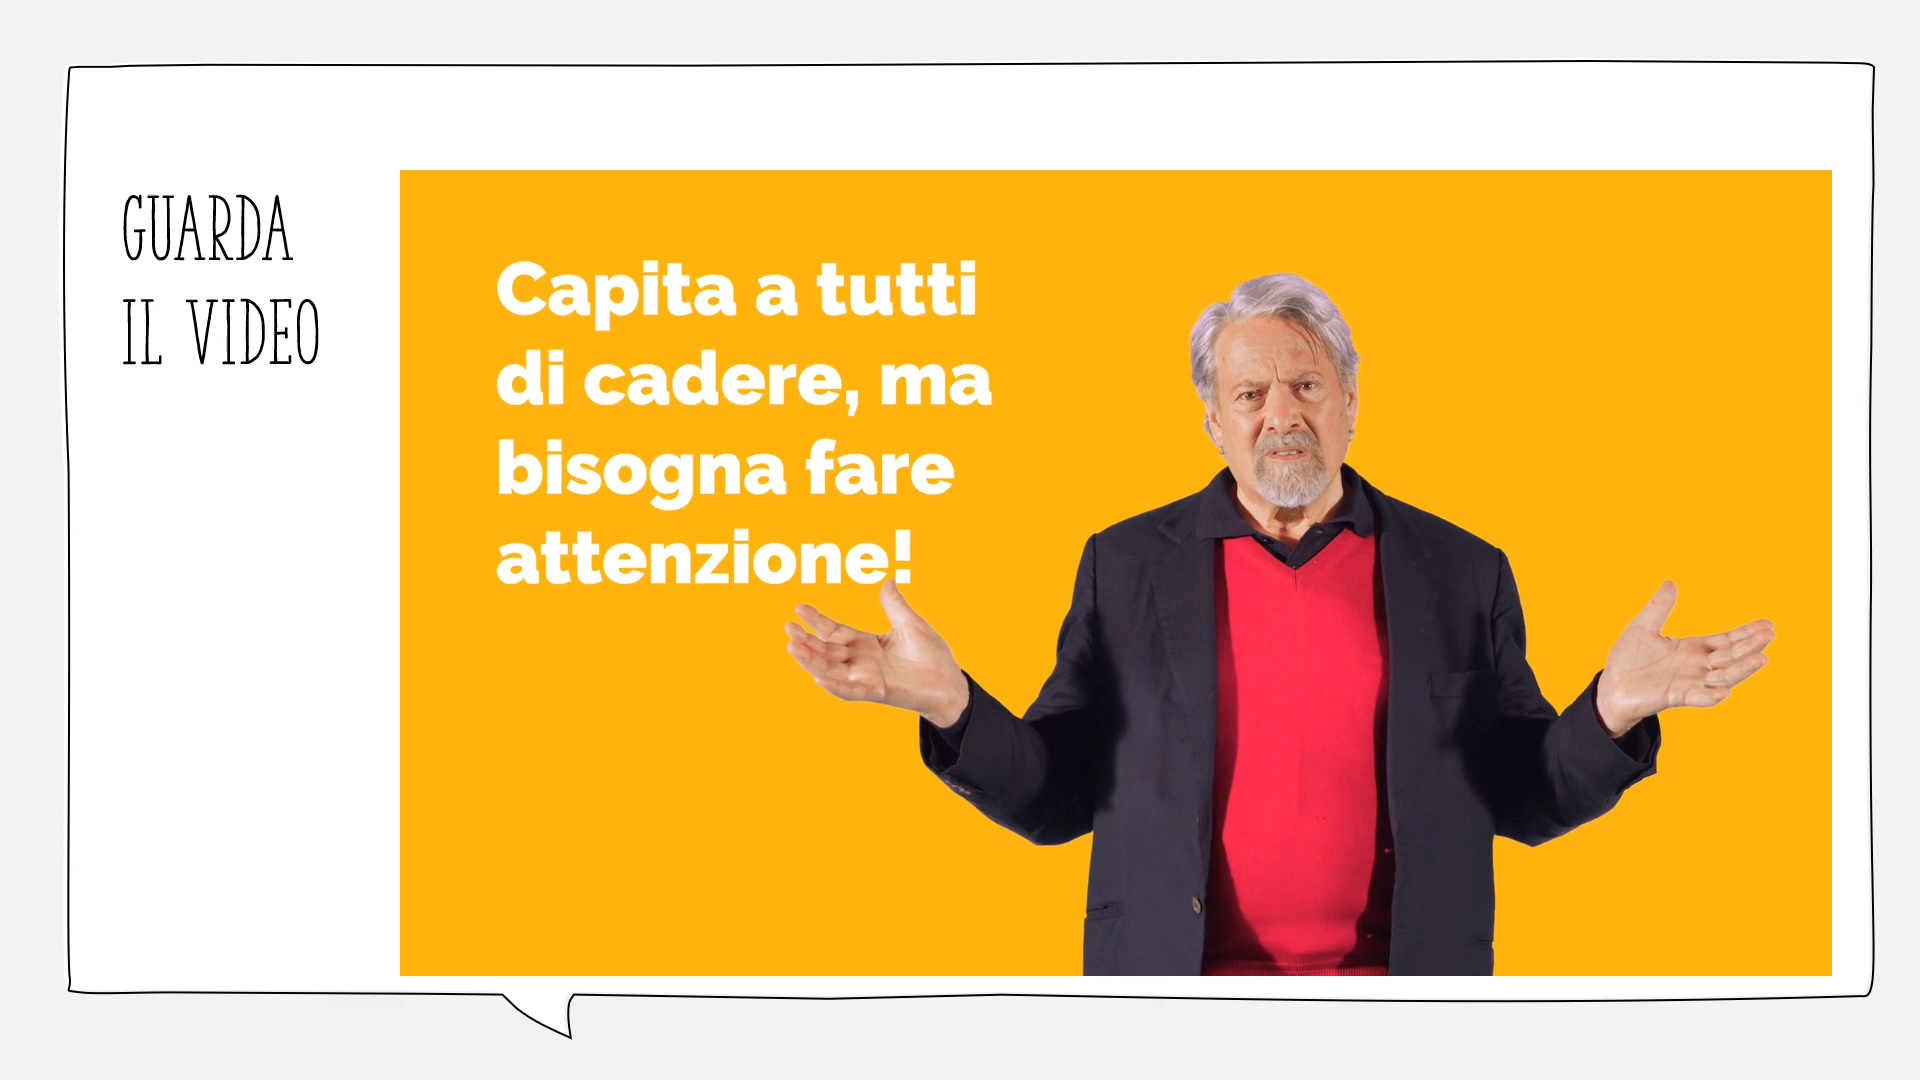 GUARDA
IL VIDEO
Capita a tutti
di cadere, ma
bisogna fare
attenzione!